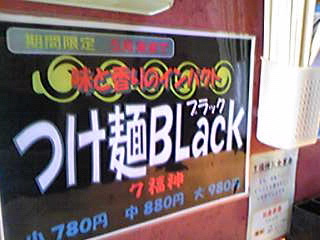 期間限定
味と香りのインパクト
ブラック
つけ麺BLack
7福神
小780円 中880円 大980円